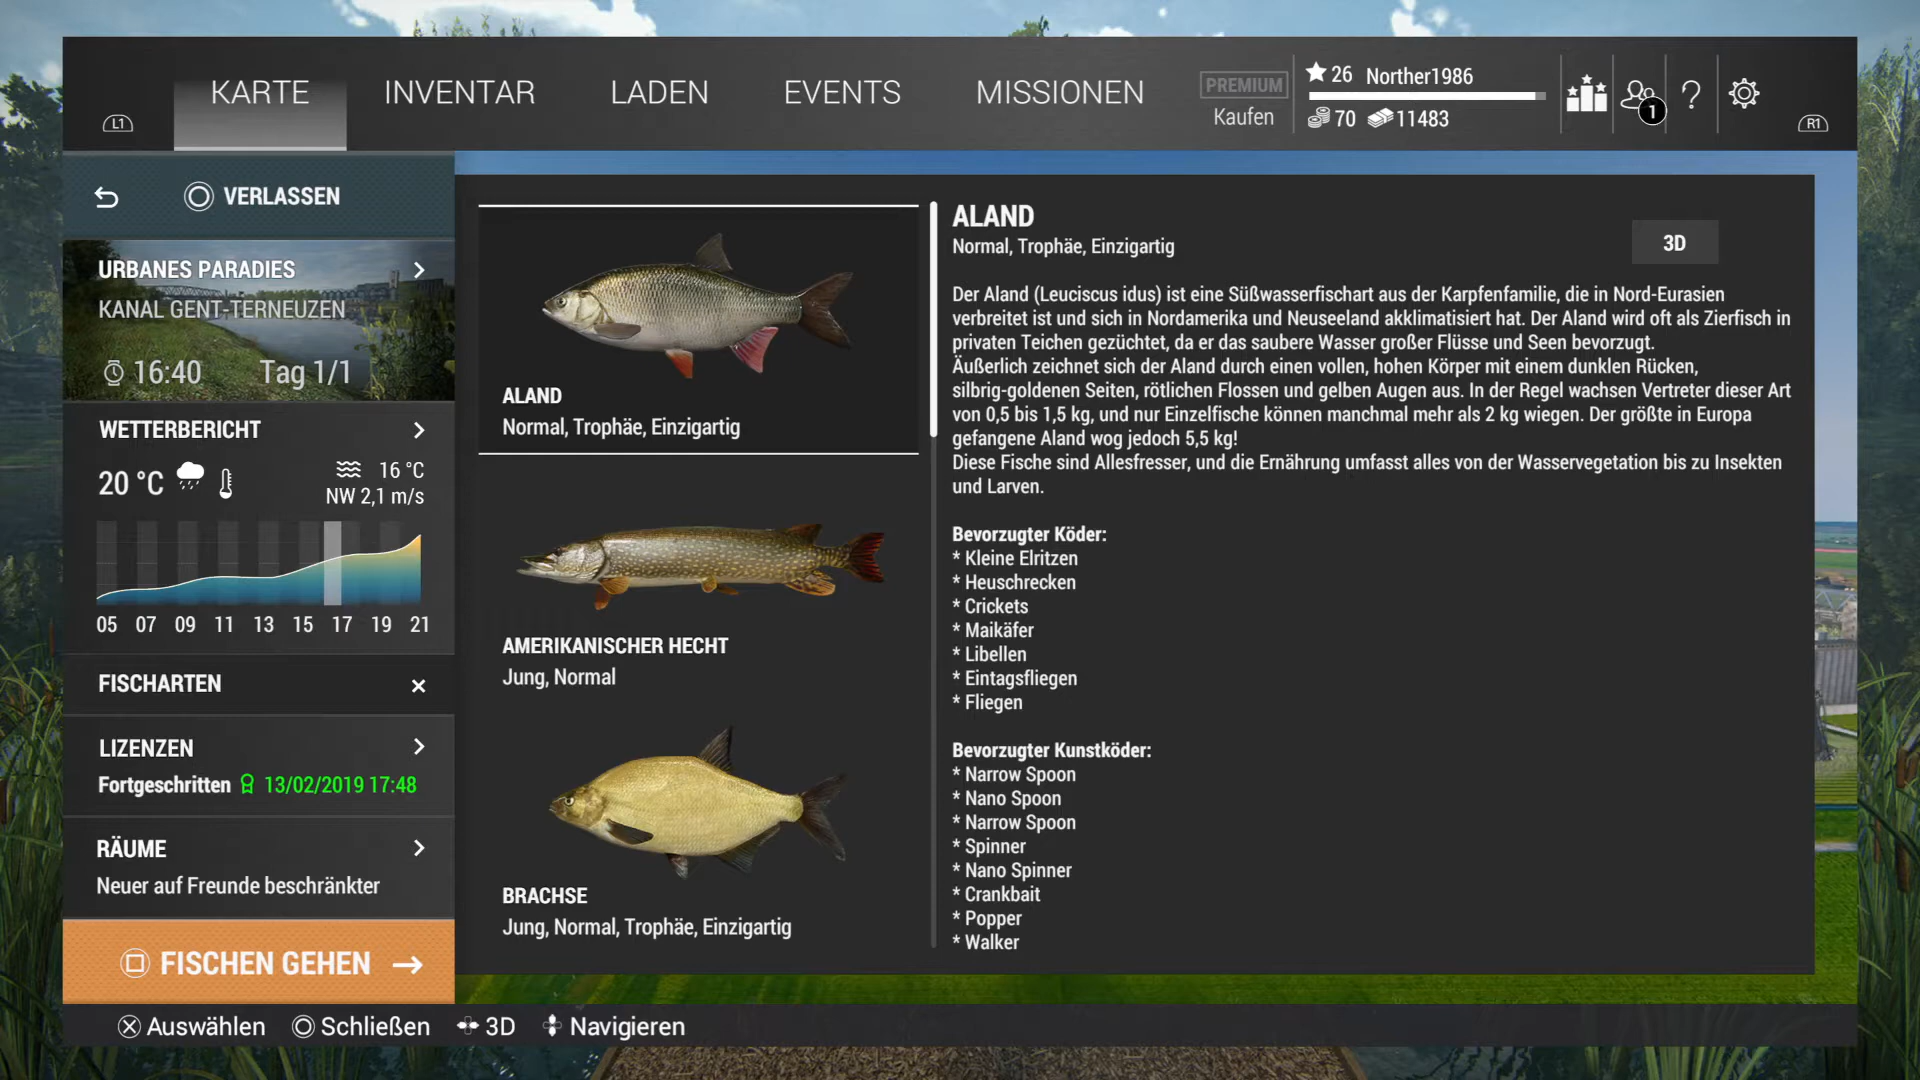 L1
KARTE
INVENTAR
LADEN
EVENTS
MISSIONEN
PREMIUM
Kaufen
26 Norther1986
70 11483
1
?
R1
VERLASSEN
URBANES PARADIES
KANAL GENT-TERNEUZEN
16:40 Tag 1/1
WETTERBERICHT
20 °C
16 °C
NW 2,1 m/s
05 07 09 11 13 15 17 19 21
FISCHARTEN
LIZENZEN
Fortgeschritten 13/02/2019 17:48
RÄUME
Neuer auf Freunde beschränkter
FISCHEN GEHEN
ALAND
Normal, Trophäe, Einzigartig
AMERIKANISCHER HECHT
Jung, Normal
BRACHSE
Jung, Normal, Trophäe, Einzigartig
ALAND
Normal, Trophäe, Einzigartig
3D
Der Aland (Leuciscus idus) ist eine Süßwasserfischart aus der Karpfenfamilie, die in Nord-Eurasien
verbreitet ist und sich in Nordamerika und Neuseeland akklimatisiert hat. Der Aland wird oft als Zierfisch in
privaten Teichen gezüchtet, da er das saubere Wasser großer Flüsse und Seen bevorzugt.
Äußerlich zeichnet sich der Aland durch einen vollen, hohen Körper mit einem dunklen Rücken,
silbrig-goldenen Seiten, rötlichen Flossen und gelben Augen aus. In der Regel wachsen Vertreter dieser Art
von 0,5 bis 1,5 kg, und nur Einzelfische können manchmal mehr als 2 kg wiegen. Der größte in Europa
gefangene Aland wog jedoch 5,5 kg!
Diese Fische sind Allesfresser, und die Ernährung umfasst alles von der Wasservegetation bis zu Insekten
und Larven.
Bevorzugter Köder:
* Kleine Elritzen
* Heuschrecken
* Crickets
* Maikäfer
* Libellen
* Eintagsfliegen
* Fliegen
Bevorzugter Kunstköder:
* Narrow Spoon
* Nano Spoon
* Narrow Spoon
* Spinner
* Nano Spinner
* Crankbait
* Popper
* Walker
Auswählen Schließen 3D Navigieren